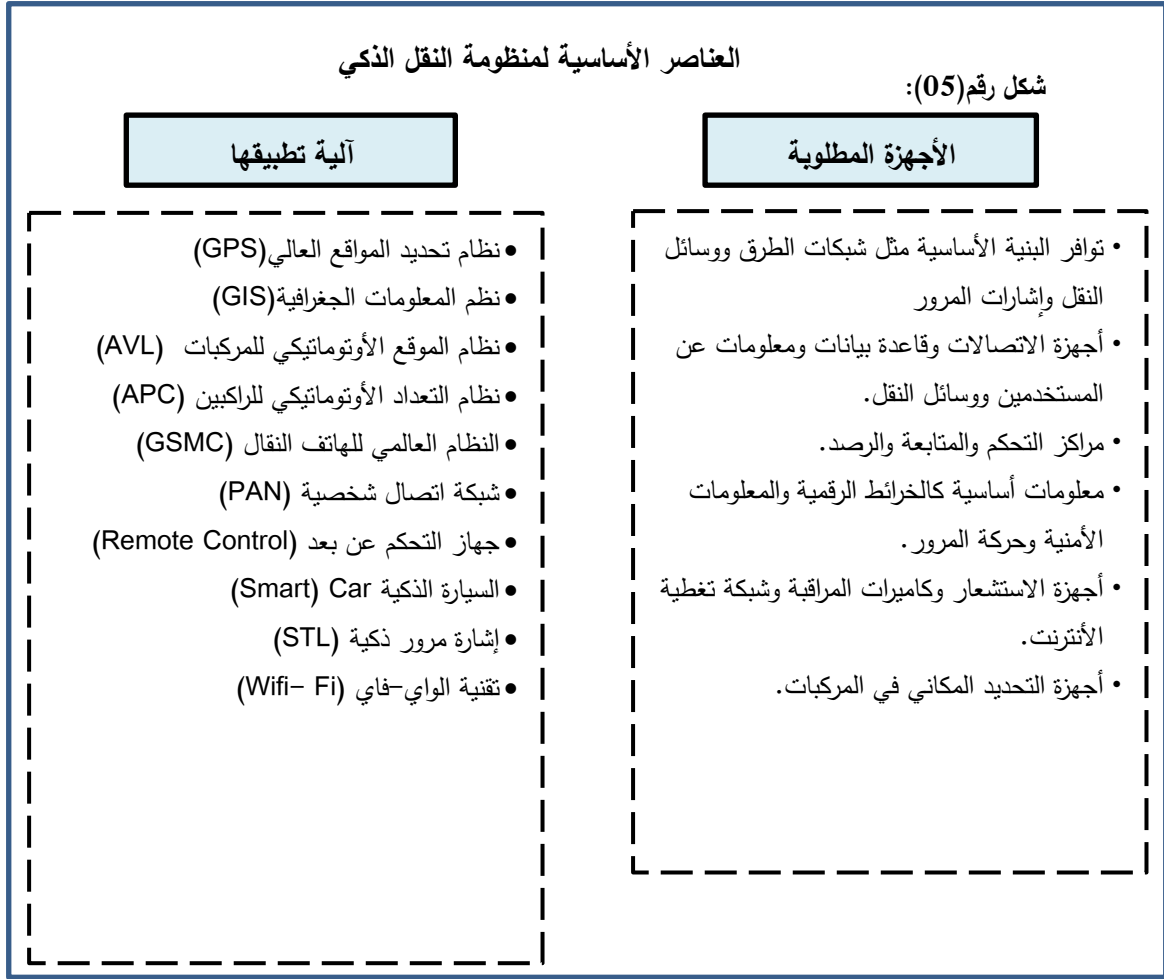 العناصر الأساسية لمنظومة النقل الذكي
شكل رقم(05):
الأجهزة المطلوبة
• توافر البنية الأساسية مثل شبكات الطرق ووسائل
النقل وإشارات المرور
• أجهزة الاتصالات وقاعدة بيانات ومعلومات عن
المستخدمين ووسائل النقل.
• مراكز التحكم والمتابعة والرصد.
• معلومات أساسية كالخرائط الرقمية والمعلومات
الأمنية وحركة المرور.
• أجهزة الاستشعار وكاميرات المراقبة وشبكة تغطية
الأنترنت.
• أجهزة التحديد المكاني في المركبات.
آلية تطبيقها
• نظام تحديد المواقع العالي(GPS)
• نظم المعلومات الجغرافية(GIS)
• نظام الموقع الأوتوماتيكي للمركبات (AVL)
• نظام التعداد الأوتوماتيكي للراكبين (APC)
• النظام العالمي للهاتف النقال (GSMC)
• شبكة اتصال شخصية (PAN)
• جهاز التحكم عن بعد (Remote Control)
• السيارة الذكية Smart) Car)
• إشارة مرور ذكية (STL)
• تقنية الواي-فاي (Wifi- Fi)